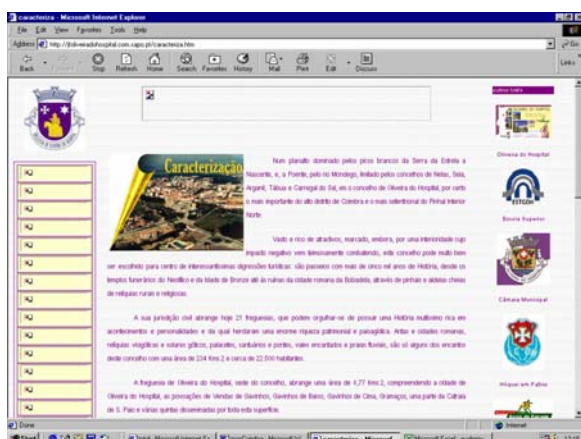 caracteriza - Microsoft Internet Explorer
File Edit View Favorites Tools Help
Address http://jtoliveiradohospital.com.sapo.pt/caracteriza.htm Go
Back Stop Refresh Home Search Favorites History Mail Print Edit Discuss Links
Caracterização
Num planalto dominado pelos picos brancos da Serra da Estrela a
Nascente, e, a Poente, pelo rio Mondego, limitado pelos concelhos de Nelas, Seia,
Arganil, Tábua e Carregal do Sal, eis o concelho de Oliveira do Hospital, por certo
o mais importante do alto distrito de Coimbra e o mais setentrional do Pinhal Interior
Norte.
Vasto e rico de atractivos, marcado, embora, por uma interioridade cujo
impacto negativo vem teimosamente combatendo, este concelho pode muito bem
ser escolhido para centro de interessantíssimas digressões turísticas: são passeios com mais de cinco mil anos de História, desde os
templos funerários do Neolítico e da Idade do Bronze até às ruínas da cidade romana da Bobadela, através de pinhais e aldeias cheias
de relíquias rurais e religiosas.
A sua jurisdição civil abrange hoje 21 freguesias, que podem orgulhar-se de possuir uma História multíssimo rica em
acontecimentos e personalidades e da qual herdaram uma enorme riqueza patrimonial e paisagística. Antas e cidades romanas,
relíquias visigóticas e solares góticos, palacetes, santuários e pontes, vales encantados e praias fluviais, são só alguns dos encantos
deste concelho com uma área de 234 Kms.2 e cerca de 22.500 habitantes.
A freguesia de Oliveira do Hospital, sede do concelho, abrange uma área de 4,77 Kms.2, compreendendo a cidade de
Oliveira do Hospital, as povoações de Vendas de Gavinhos, Gavinhos de Baixo, Gavinhos de Cima, Gramaços, uma parte da Catraia
de S. Paio e várias quintas disseminadas por toda esta superfície.
Oliveira do Hospital
ESTGOH
Escola Superior
Câmara Municipal
Done Internet
Start